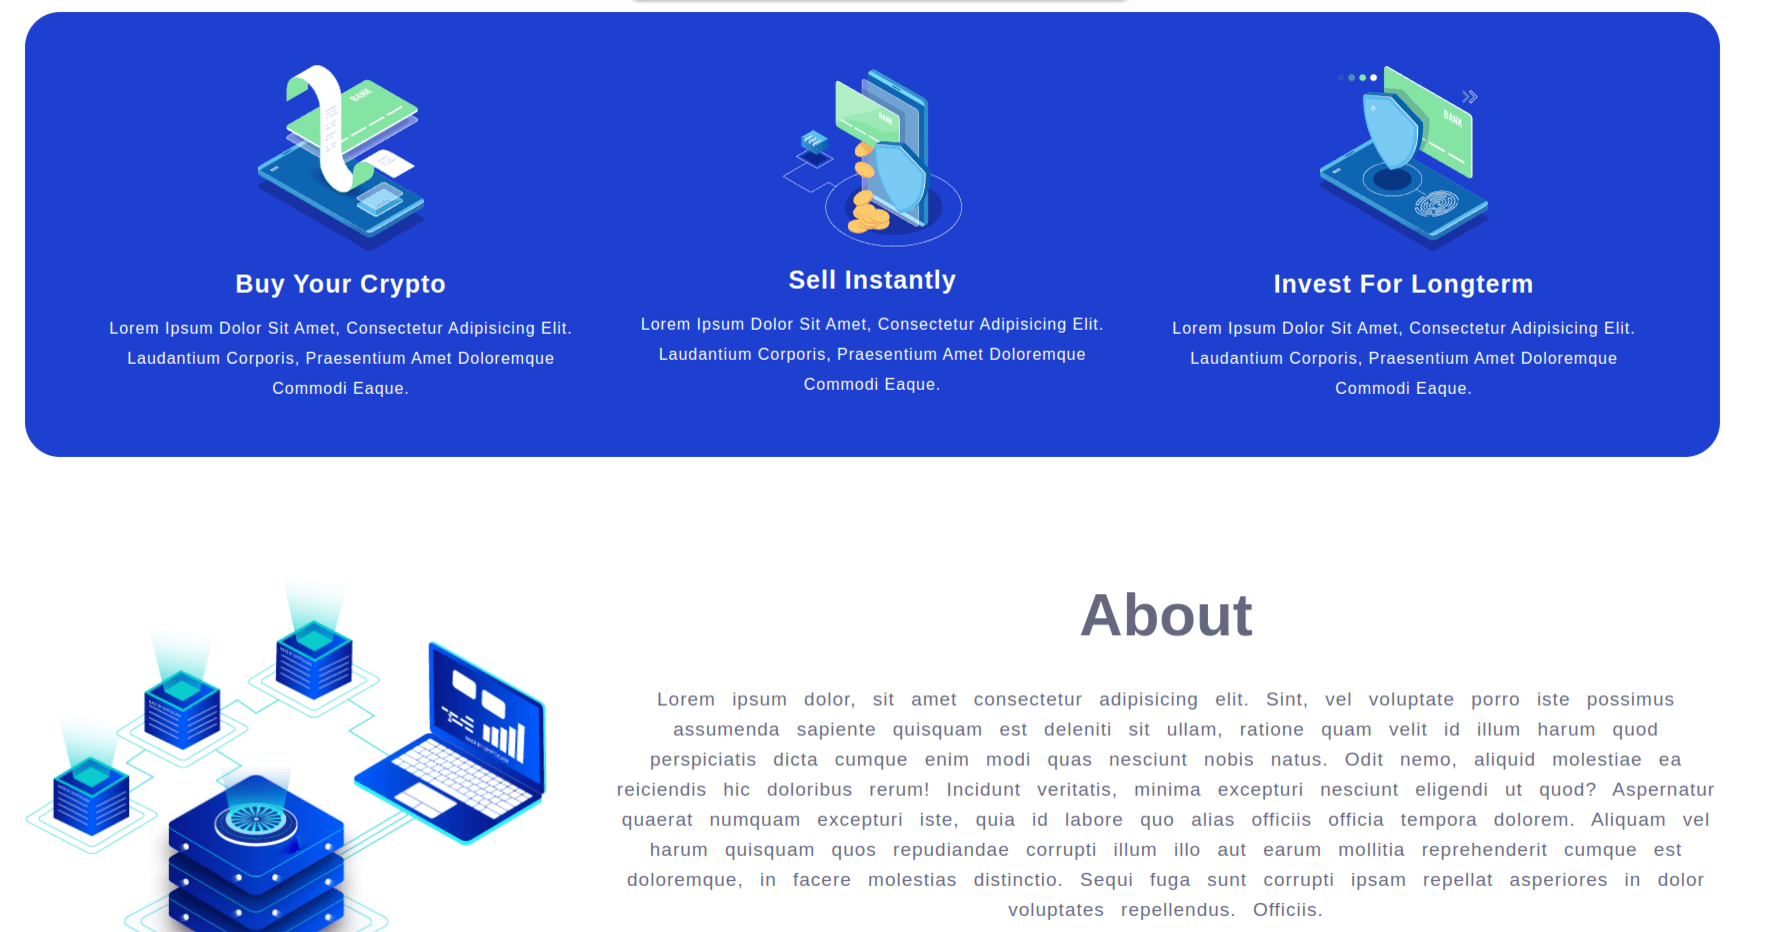 BANK
BANK
BANK
Buy Your Crypto
Lorem Ipsum Dolor Sit Amet, Consectetur Adipisicing Elit.
Laudantium Corporis, Praesentium Amet Doloremque
Commodi Eaque.
Sell Instantly
Lorem Ipsum Dolor Sit Amet, Consectetur Adipisicing Elit.
Laudantium Corporis, Praesentium Amet Doloremque
Commodi Eaque.
Invest For Longterm
Lorem Ipsum Dolor Sit Amet, Consectetur Adipisicing Elit.
Laudantium Corporis, Praesentium Amet Doloremque
Commodi Eaque.
About
Lorem ipsum dolor, sit amet consectetur adipisicing elit. Sint, vel voluptate porro iste possimus
assumenda sapiente quisquam est deleniti sit ullam, ratione quam velit id illum harum quod
perspiciatis dicta cumque enim modi quas nesciunt nobis natus. Odit nemo, aliquid molestiae ea
reiciendis hic doloribus rerum! Incidunt veritatis, minima excepturi nesciunt eligendi ut quod? Aspernatur
quaerat numquam excepturi iste, quia id labore quo alias officiis officia tempora dolorem. Aliquam vel
harum quisquam quos repudiandae corrupti illum illo aut earum mollitia reprehenderit cumque est
doloremque, in facere molestias distinctio. Sequi fuga sunt corrupti ipsam repellat asperiores in dolor
voluptates repellendus. Officiis.